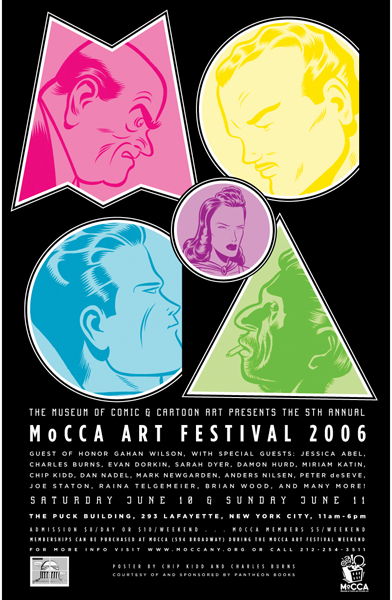 THE MUSEUM OF COMIC & CARTOON ART PRESENTS THE 5TH ANNUAL
MoCCA ART FESTIVAL 2006
GUEST OF HONOR GAHAN WILSON, WITH SPECIAL GUESTS: JESSICA ABEL,
CHARLES BURNS, EVAN DORKIN, SARAH DYER, DAMON HURD, MIRIAM KATIN,
CHIP KIDD, DAN NADEL, MARK NEWGARDEN, ANDERS NILSEN, PETER deSEVE,
JOE STATON, RAINA TELGEMEIER, BRIAN WOOD, AND MANY MORE!
SATURDAY JUNE 10 & SUNDAY JUNE 11
THE PUCK BUILDING, 293 LAFAYETTE, NEW YORK CITY, 11am-6pm
ADMISSION $8/DAY OR $10/WEEKEND . . . MOCCA MEMBERS $5/WEEKEND
MEMBERSHIPS CAN BE PURCHASED AT MOCCA (594 BROADWAY) DURING THE MOCCA ART FESTIVAL WEEKEND
FOR MORE INFO VISIT WWW.MOCCANY.ORG OR CALL 212-254-3511
POSTER BY CHIP KIDD AND CHARLES BURNS
COURTESY OF AND SPONSORED BY PANTHEON BOOKS
MoCCA